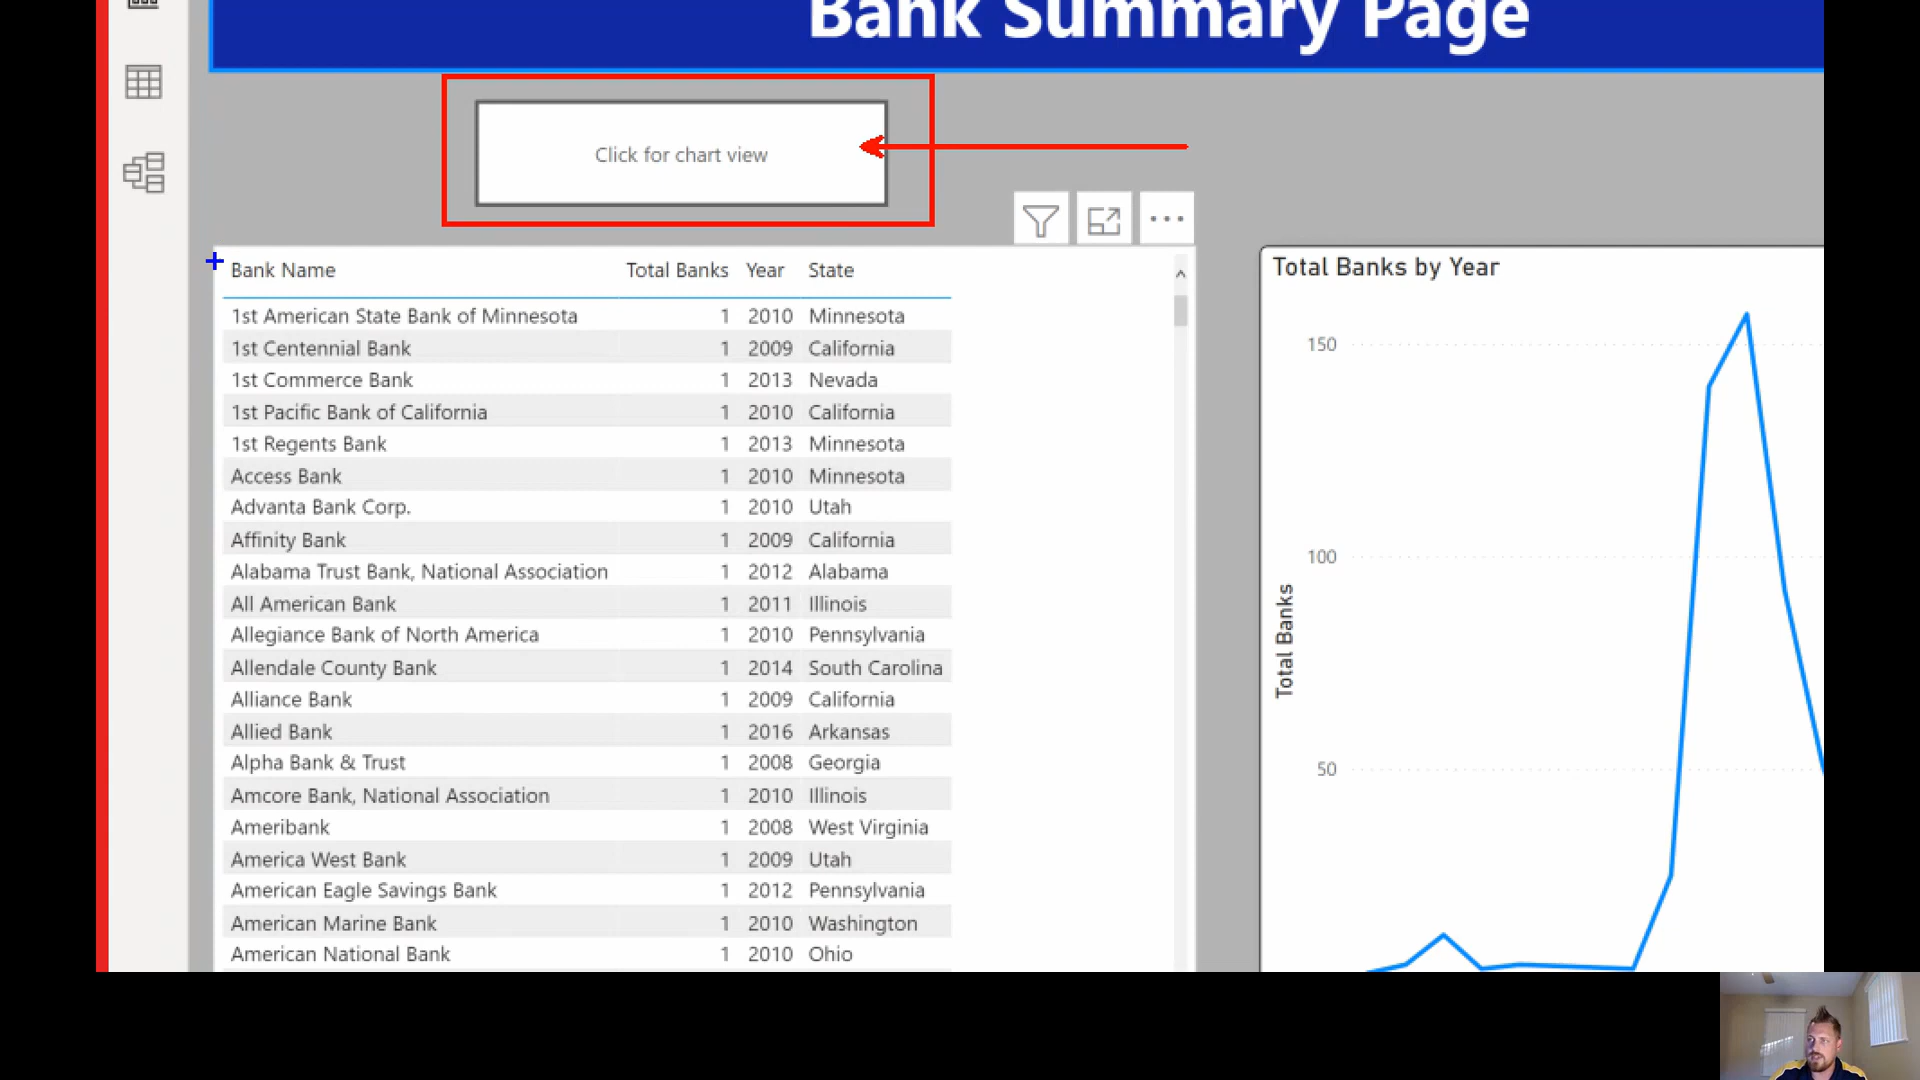 Bank Summary Page
Click for chart view
Bank Name Total Banks Year State
1st American State Bank of Minnesota 1 2010 Minnesota
1st Centennial Bank 1 2009 California
1st Commerce Bank 1 2013 Nevada
1st Pacific Bank of California 1 2010 California
1st Regents Bank 1 2013 Minnesota
Access Bank 1 2010 Minnesota
Advanta Bank Corp. 1 2010 Utah
Affinity Bank 1 2009 California
Alabama Trust Bank, National Association 1 2012 Alabama
All American Bank 1 2011 Illinois
Allegiance Bank of North America 1 2010 Pennsylvania
Allendale County Bank 1 2014 South Carolina
Alliance Bank 1 2009 California
Allied Bank 1 2016 Arkansas
Alpha Bank & Trust 1 2008 Georgia
Amcore Bank, National Association 1 2010 Illinois
Ameribank 1 2008 West Virginia
America West Bank 1 2009 Utah
American Eagle Savings Bank 1 2012 Pennsylvania
American Marine Bank 1 2010 Washington
American National Bank 1 2010 Ohio
Total Banks by Year
150
100
50
Total Banks